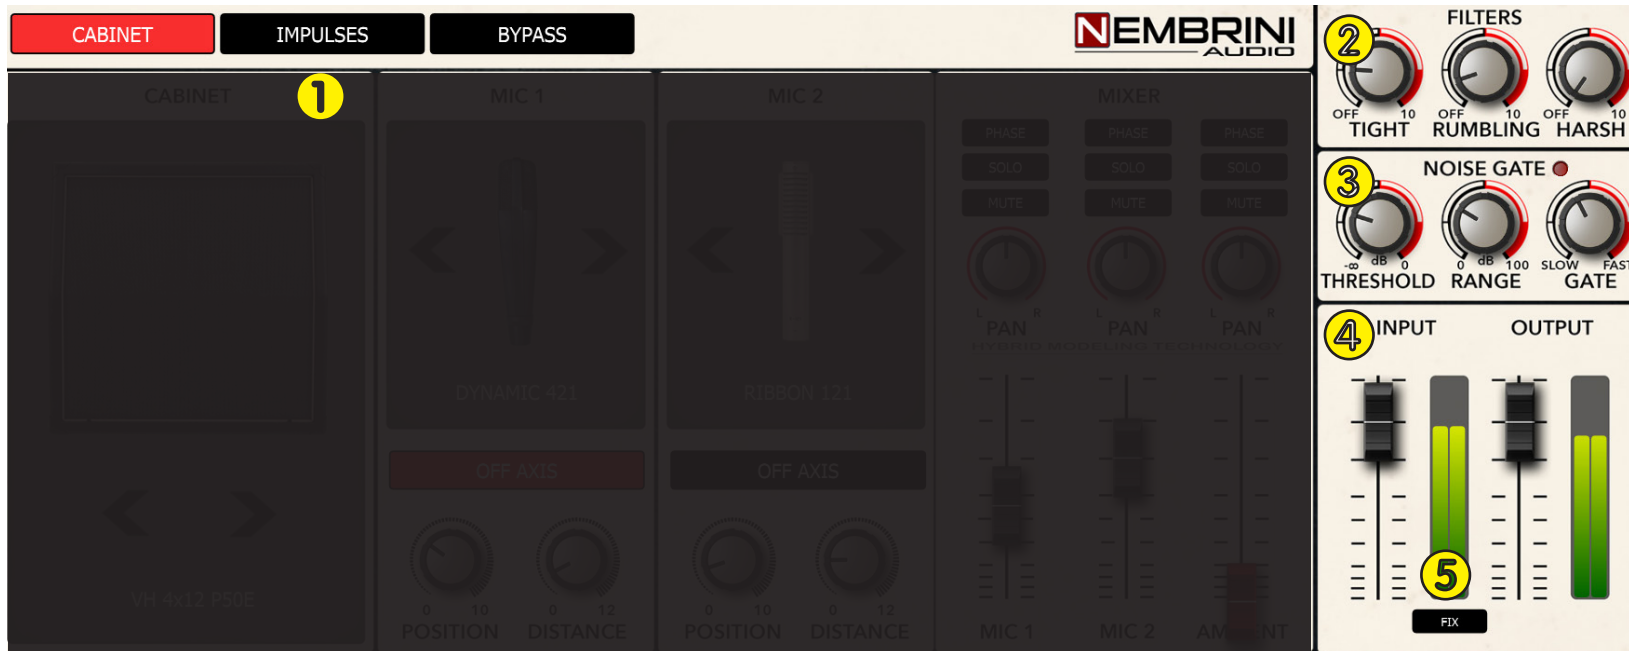 CABINET IMPULSES BYPASS
NEMBRINI
AUDIO
1
CABINET
VH 4x12 P50E
MIC 1
DYNAMIC 421
OFF AXIS
0 10 0 12
POSITION DISTANCE
MIC 2
RIBBON 121
OFF AXIS
0 10 0 12
POSITION DISTANCE
MIXER
PHASE PHASE PHASE
SOLO SOLO SOLO
MUTE MUTE MUTE
L R L R L R
PAN PAN PAN
HYBRID MODELING TECHNOLOGY
MIC 1 MIC 2
2
FILTERS
OFF 10 OFF 10 OFF 10
TIGHT RUMBLING HARSH
3
NOISE GATE
-∞ dB 0 0 dB 100 SLOW FAST
THRESHOLD RANGE GATE
4
INPUT OUTPUT
5
FIX